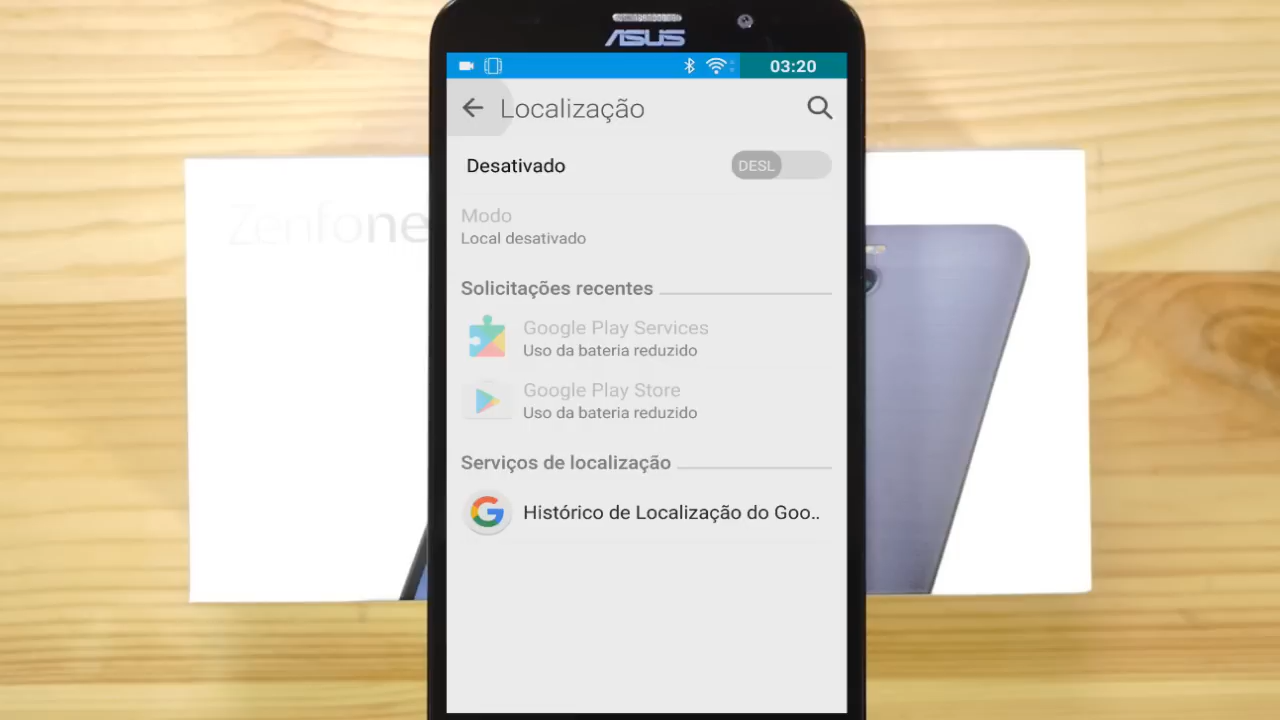 ASUS
03:20
Localização
Desativado
DESL
Modo
Local desativado
Solicitações recentes
Google Play Services
Uso da bateria reduzido
Google Play Store
Uso da bateria reduzido
Serviços de localização
Histórico de Localização do Goo..
Zenfone